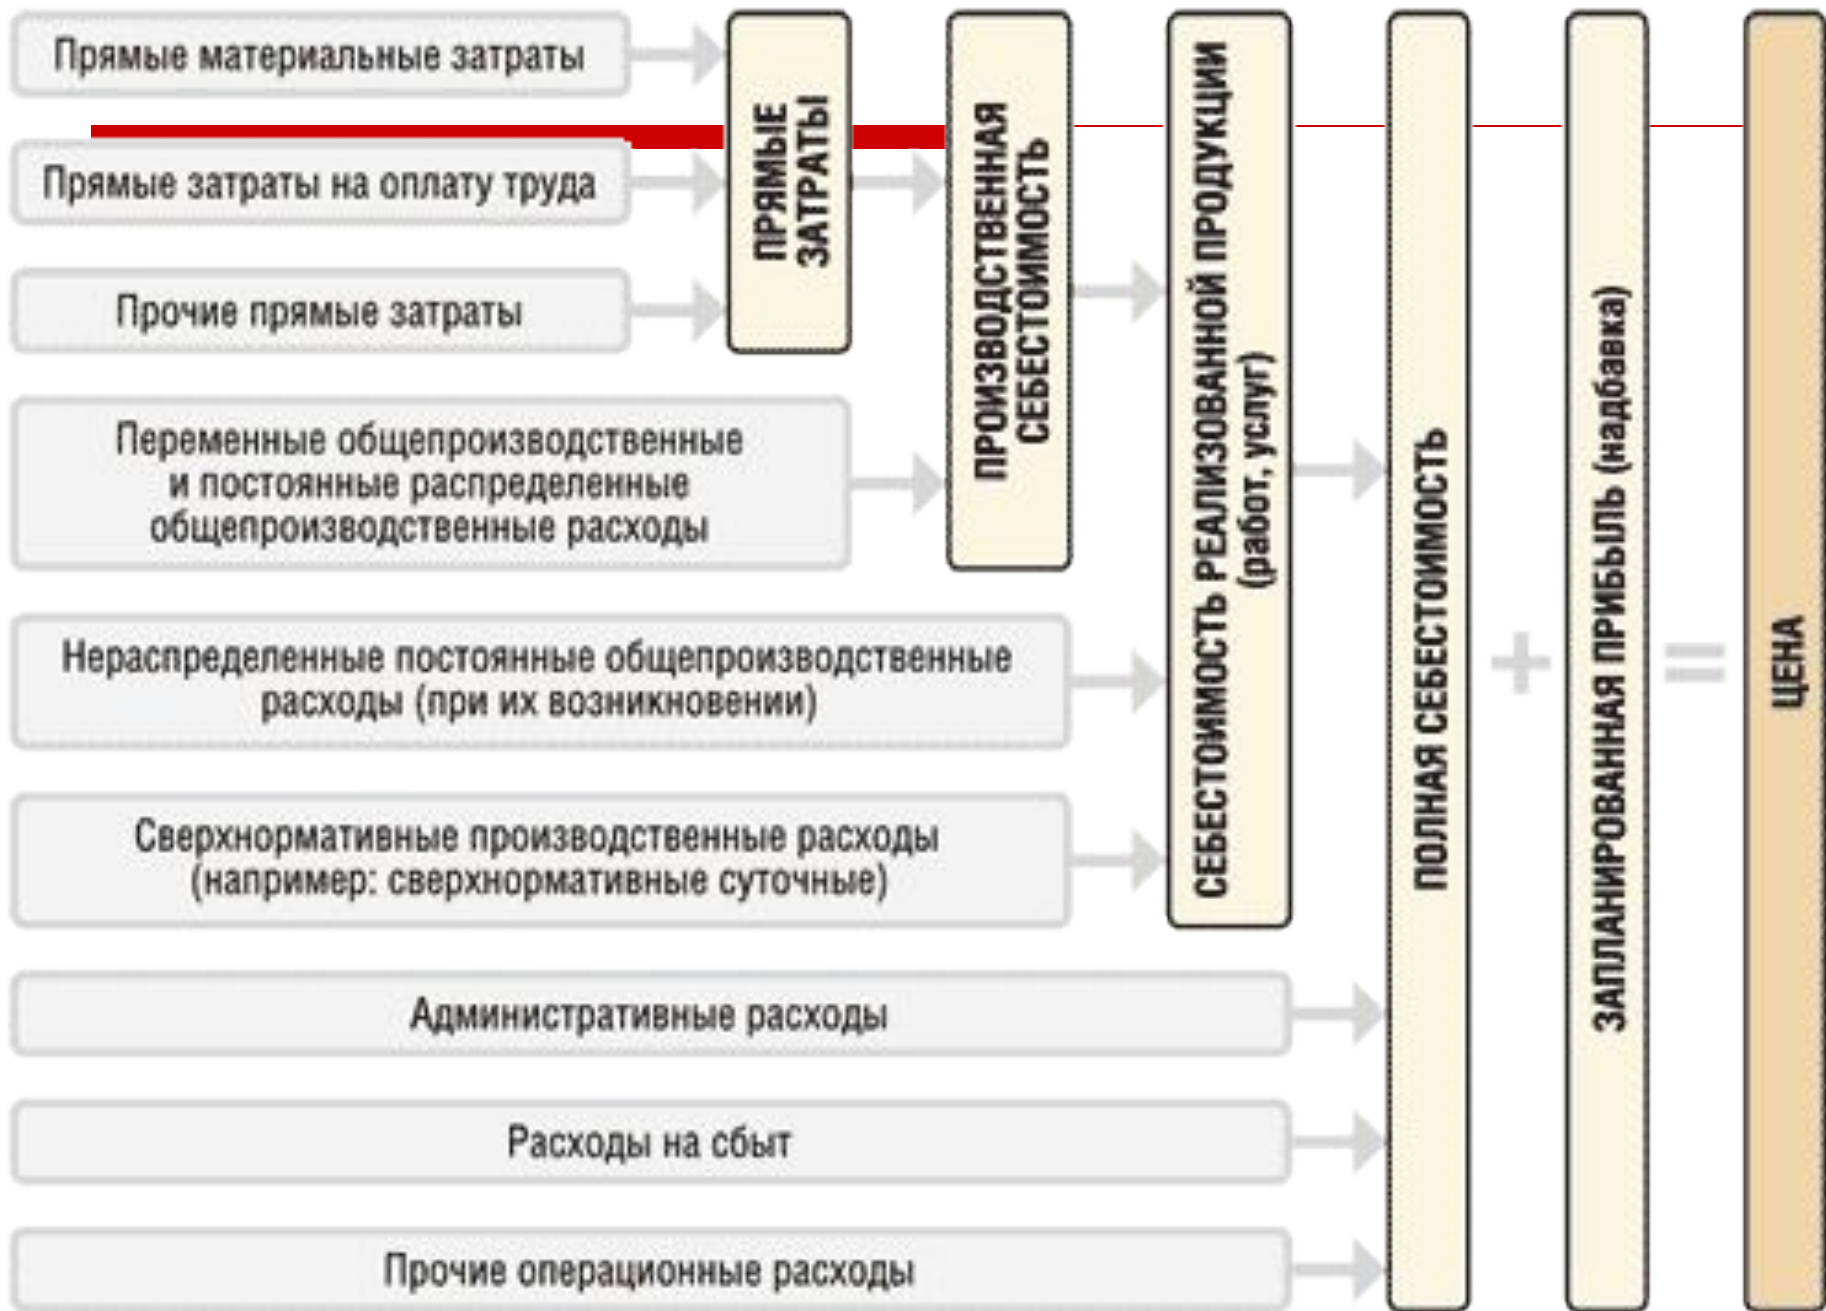 Прямые материальные затраты
Прямые затраты на оплату труда
Прочие прямые затраты
ПРЯМЫЕ
ЗАТРАТЫ
Переменные общепроизводственные
и постоянные распределенные
общепроизводственные расходы
ПРОИЗВОДСТВЕННАЯ
СЕБЕСТОИМОСТЬ
Нераспределенные постоянные общепроизводственные
расходы (при их возникновении)
Сверхнормативные производственные расходы
(например: сверхнормативные суточные)
СЕБЕСТОИМОСТЬ РЕАЛИЗОВАННОЙ ПРОДУКЦИИ
(работ, услуг)
Административные расходы
Расходы на сбыт
Прочие операционные расходы
ПОЛНАЯ СЕБЕСТОИМОСТЬ
+
ЗАПЛАНИРОВАННАЯ ПРИБЫЛЬ (надбавка)
=
ЦЕНА